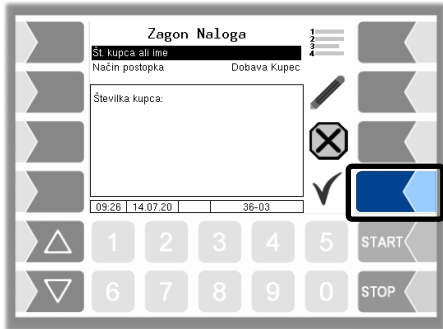 Zagon Naloga
Št. kupca ali ime
Način postopka Dobava Kupec
Številka kupca:
09:26 14.07.20 36-03
1
2
3
4
1 2 3 4 5 START
6 7 8 9 0 STOP